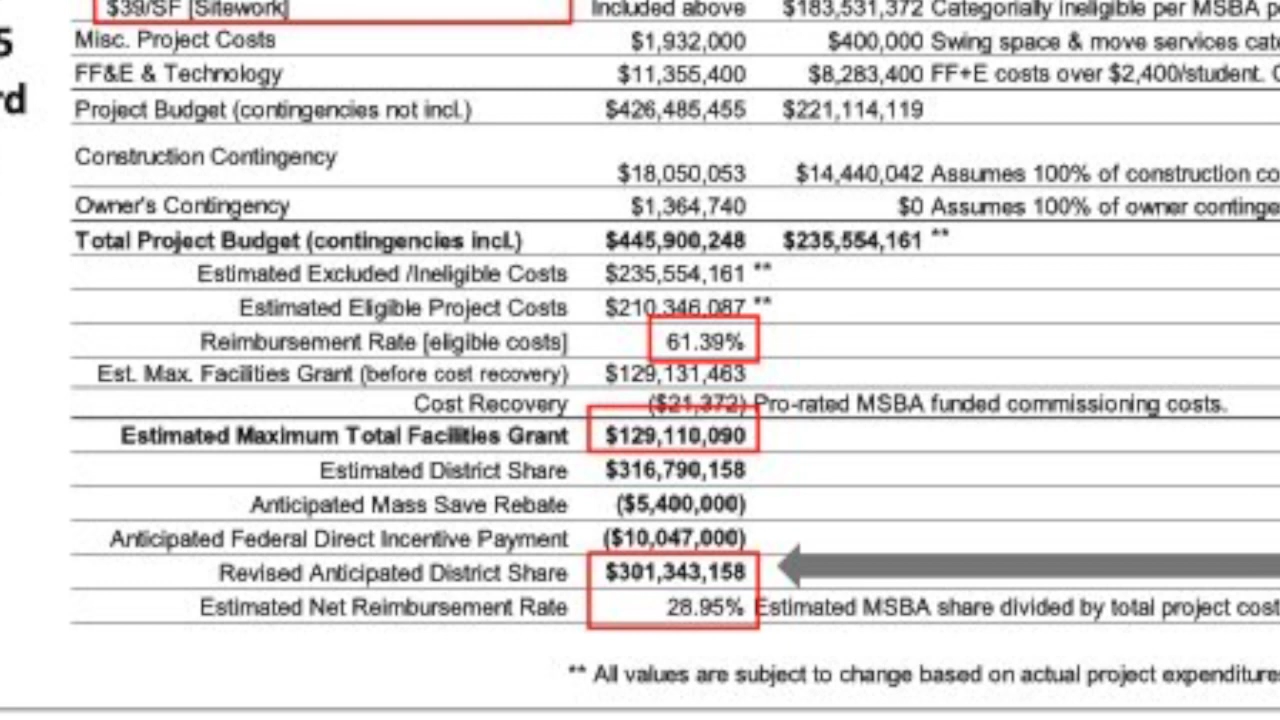 $39/SF [Sitework] Included above $183,531,372 Categorially ineligible per MSBA
5
Misc. Project Costs $1,932,000 $400,000 Swing space & move services
FF&E & Technology $11,355,400 $8,283,400 FF+E costs over $2,400/student.
rd
Project Budget (contingencies not incl.) $426,485,455 $221,114,119
Construction Contingency $18,050,053 $14,440,042 Assumes 100% of construction
Owner's Contingency $1,364,740 $0 Assumes 100% of owner
Total Project Budget (contingencies incl.) $445,900,248 $235,554,161 **
Estimated Excluded /Ineligible Costs $235,554,161 **
Estimated Eligible Project Costs $210,346,087 **
Reimbursement Rate [eligible costs] 61.39%
Est. Max. Facilities Grant (before cost recovery) $129,131,463
Cost Recovery ($21,372) Pro-rated MSBA funded commissioning costs.
Estimated Maximum Total Facilities Grant $129,110,090
Estimated District Share $316,790,158
Anticipated Mass Save Rebate ($5,400,000)
Anticipated Federal Direct Incentive Payment ($10,047,000)
Revised Anticipated District Share $301,343,158
Estimated Net Reimbursement Rate 28.95% Estimated MSBA share divided by total project cost
** All values are subject to change based on actual project